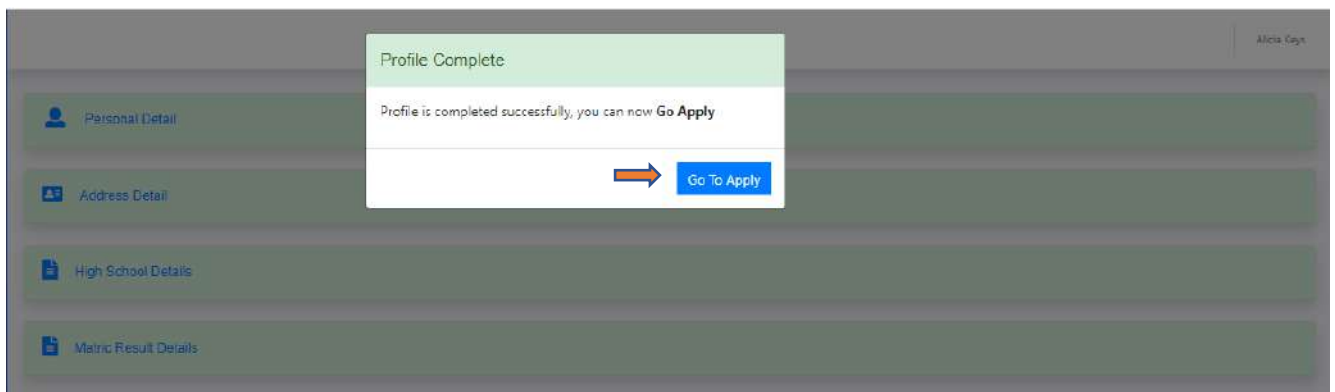 Alicia Keys
Profile Complete
Profile is completed successfully, you can now Go Apply
Go To Apply
Personal Detail
Address Detail
High School Details
Matric Result Details